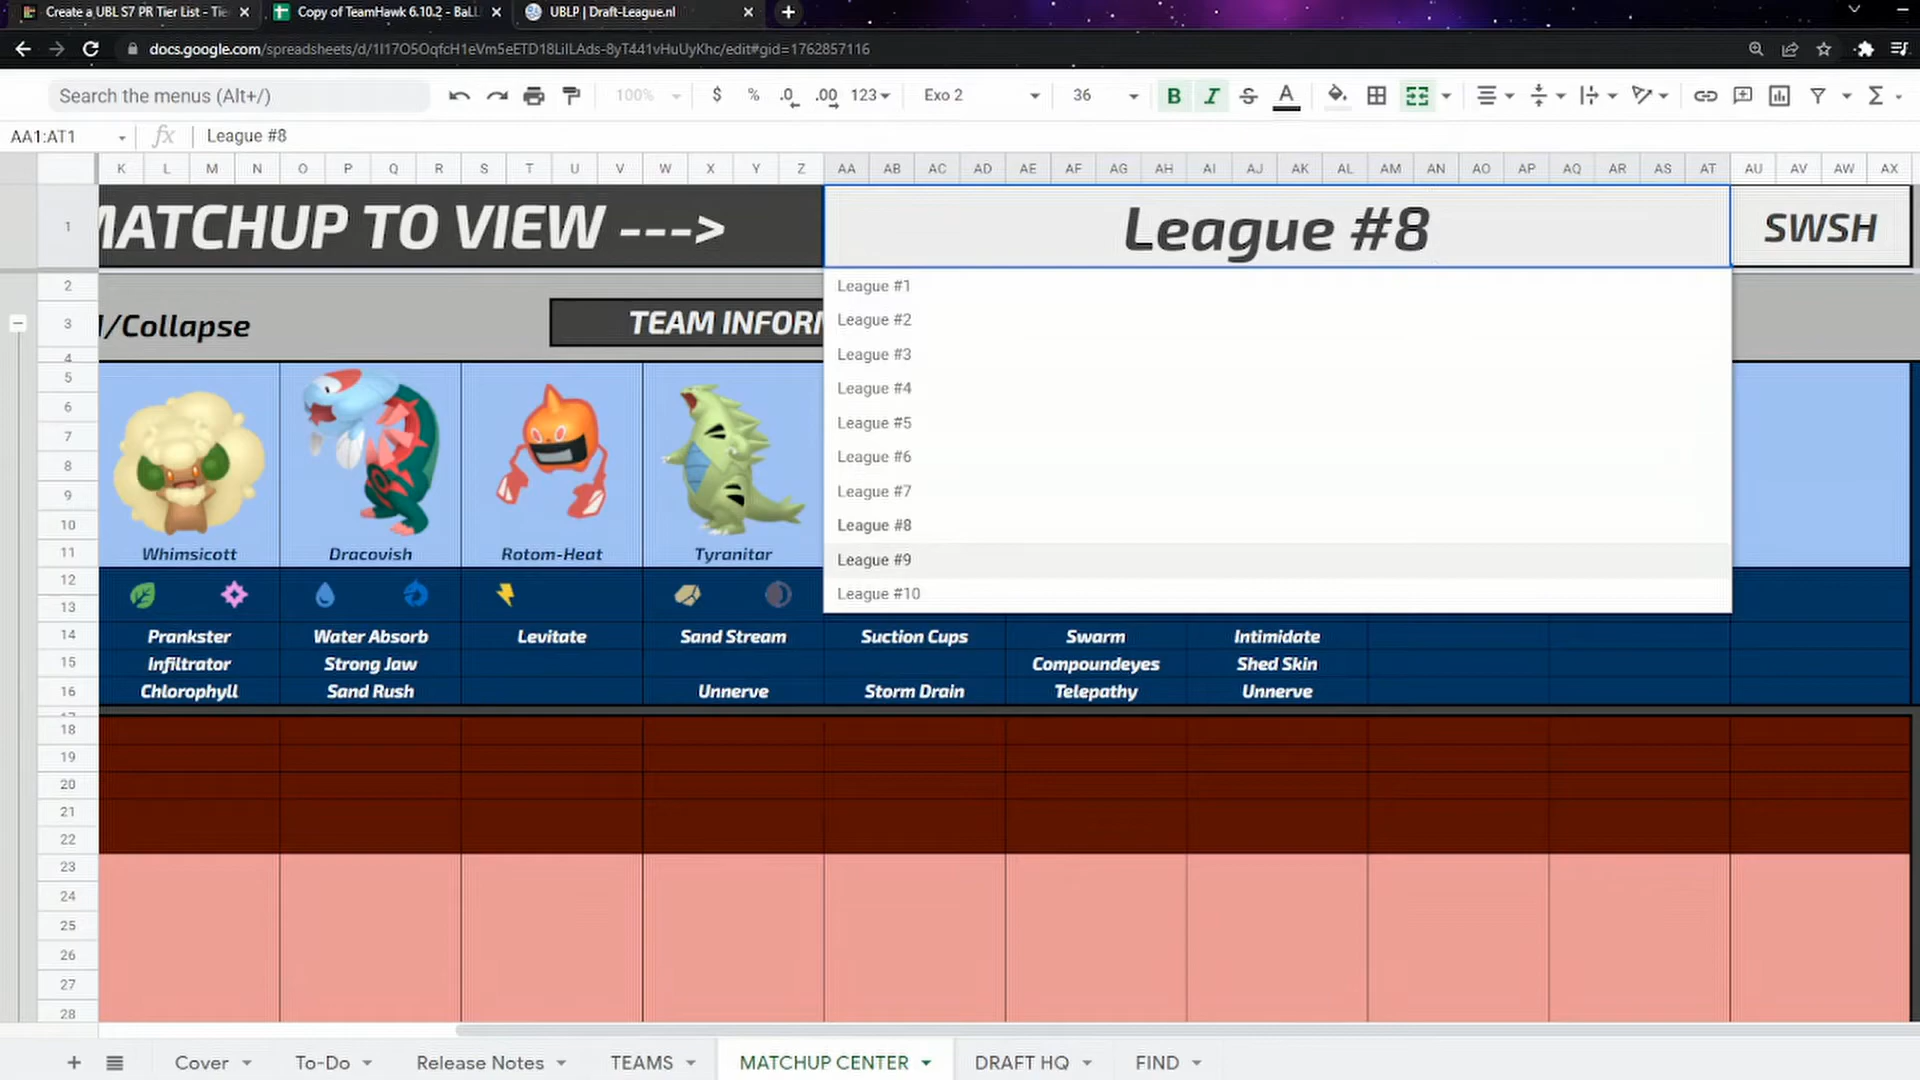 Create a UBL S7 PR Tier List - Tie
Copy of TeamHawk 6.10.2 - BaLL
UBLP | Draft-League.nl
docs.google.com/spreadsheets/d/1I17O5OqfcH1eVm5eETD18LiILAds-8yT441vHuUyKhc/edit#gid=1762857116
Search the menus (Alt+/)
100%
$ % .0 .00 123
Exo 2
36
B I S A
AA1:AT1
fx League #8
K L M N O P Q R S T U V W X Y Z AA AB AC AD AE AF AG AH AI AJ AK AL AM AN AO AP AQ AR AS AT AU AV AW AX
1 MATCHUP TO VIEW ---> League #8 SWSH
2 League #1
League #2
3 /Collapse TEAM INFORM
4 League #3
5 League #4
6
7 League #5
8 League #6
9 League #7
10 League #8
11 Whimsicott Dracovish Rotom-Heat Tyranitar League #9
12
13 League #10
14 Prankster Water Absorb Levitate Sand Stream Suction Cups Swarm Intimidate
15 Infiltrator Strong Jaw Compoundeyes Shed Skin
16 Chlorophyll Sand Rush Unnerve Storm Drain Telepathy Unnerve
18
19
20
21
22
23
24
25
26
27
28
Cover To-Do Release Notes TEAMS MATCHUP CENTER DRAFT HQ FIND